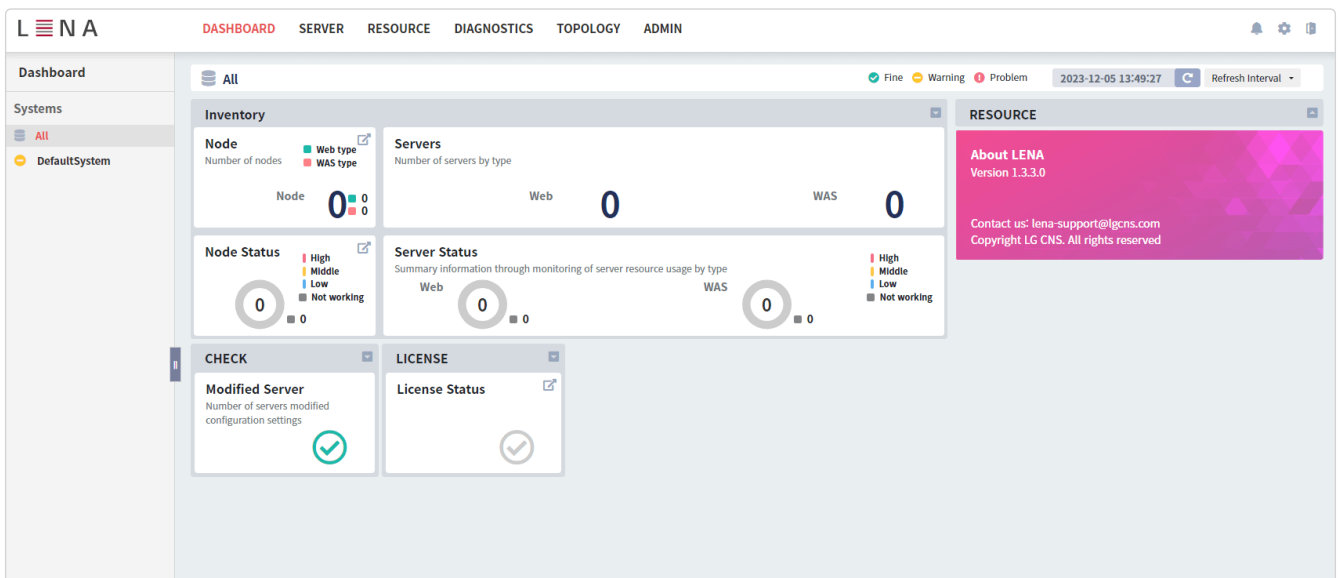 LENA
DASHBOARD SERVER RESOURCE DIAGNOSTICS TOPOLOGY ADMIN
Dashboard
Systems
All
DefaultSystem
All
Fine Warning Problem 2023-12-05 13:49:27 Refresh Interval
Inventory
Node
Number of nodes
Web type
WAS type
Node 0 0
0
Servers
Number of servers by type
Web 0 WAS 0
Node Status
High
Middle
Low
Not working
0 0
Server Status
Summary information through monitoring of server resource usage by type
Web 0 0
WAS 0 0
High
Middle
Low
Not working
CHECK
Modified Server
Number of servers modified
configuration settings
LICENSE
License Status
RESOURCE
About LENA
Version 1.3.3.0
Contact us: lena-support@lgcns.com
Copyright LG CNS. All rights reserved